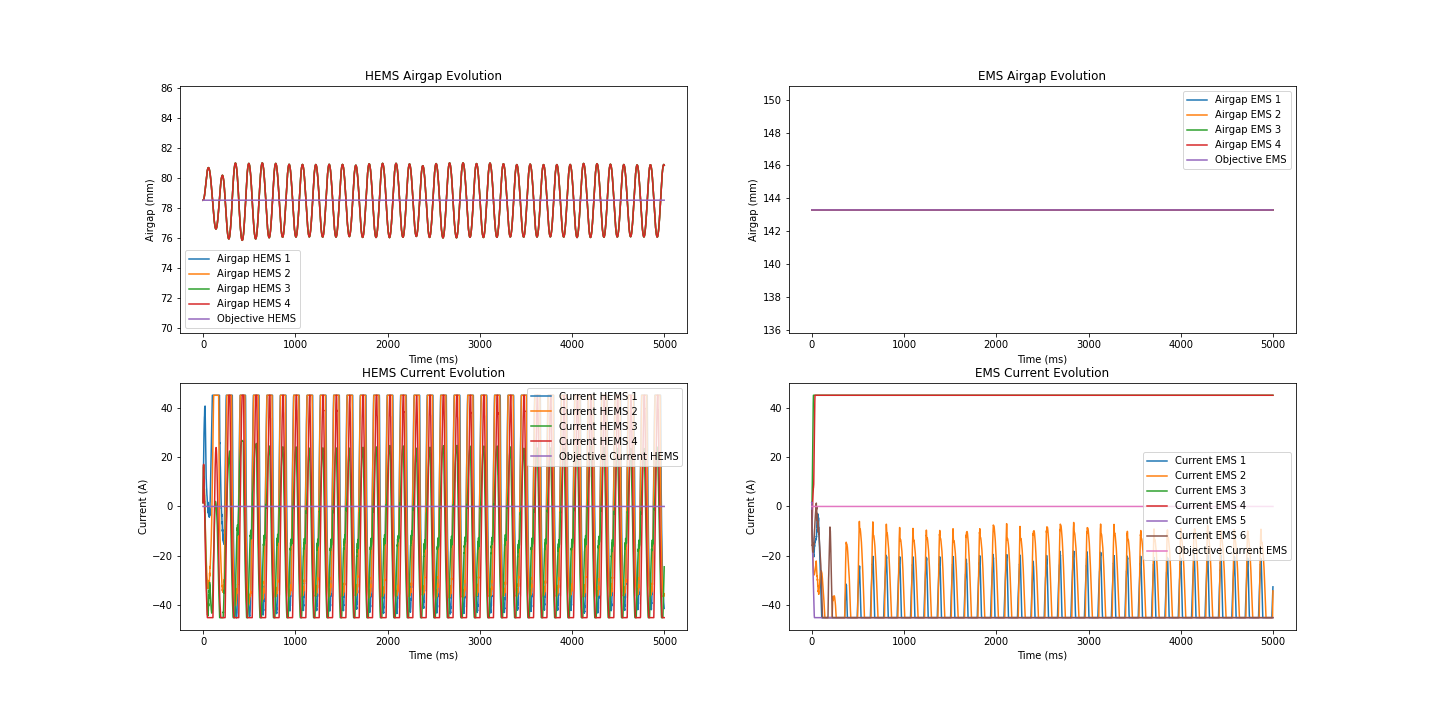 HEMS Airgap Evolution
86
84
82
80
78
76
74
72
70
Airgap (mm)
Airgap HEMS 1
Airgap HEMS 2
Airgap HEMS 3
Airgap HEMS 4
Objective HEMS
0 1000 2000 3000 4000 5000
Time (ms)
EMS Airgap Evolution
150
148
146
144
142
140
138
136
Airgap (mm)
Airgap EMS 1
Airgap EMS 2
Airgap EMS 3
Airgap EMS 4
Objective EMS
0 1000 2000 3000 4000 5000
Time (ms)
HEMS Current Evolution
40
20
0
−20
−40
Current (A)
Current HEMS 1
Current HEMS 2
Current HEMS 3
Current HEMS 4
Objective Current HEMS
0 1000 2000 3000 4000 5000
Time (ms)
EMS Current Evolution
40
20
0
−20
−40
Current (A)
Current EMS 1
Current EMS 2
Current EMS 3
Current EMS 4
Current EMS 5
Current EMS 6
Objective Current EMS
0 1000 2000 3000 4000 5000
Time (ms)